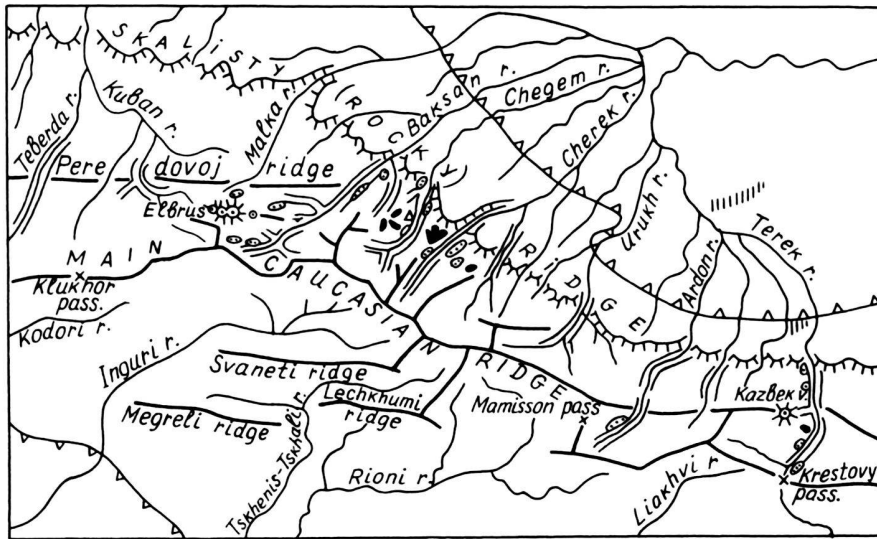 SKALISTY
ROCKY RIDGE
Teberda r.
Kuban r.
Malka r.
Baksan r.
Chegem r.
Cherek r.
Urukh r.
Ardon r.
Terek r.
Pere dovoj ridge
Elbrus
MAIN CAUCASIAN RIDGE
Klukhor
pass.
Kodori r.
Inguri r.
Svaneti ridge
Lechkhumi
ridge
Megreli ridge
Tskhenis-Tskhali r.
Rioni r.
Mamisson pass
Kazbek v.
Liakhvi r
Krestovy
pass.